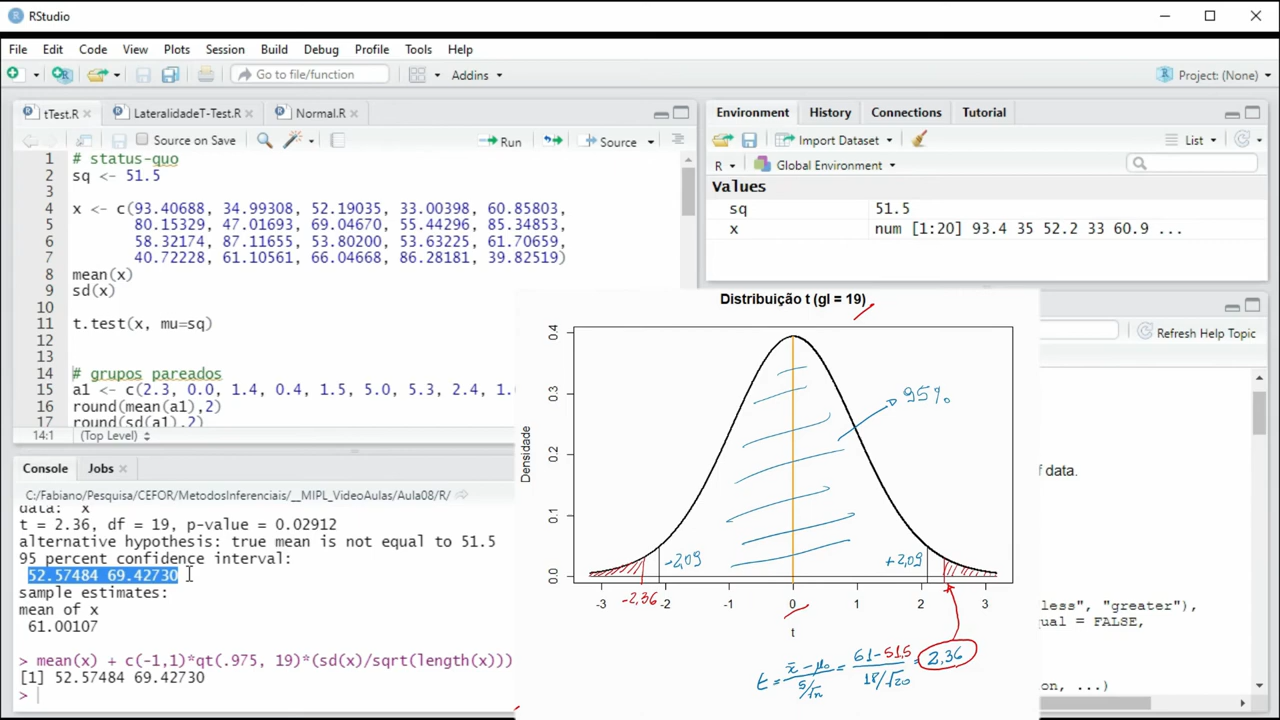 RStudio
File Edit Code View Plots Session Build Debug Profile Tools Help
Go to file/function Addins Project: (None)
tTest.R LateralidadeT-Test.R Normal.R
Source on Save Run Source
1 # status-quo
2 sq <- 51.5
3
4 x <- c(93.40688, 34.99308, 52.19035, 33.00398, 60.85803,
5 80.15329, 47.01693, 69.04670, 55.44296, 85.34853,
6 58.32174, 87.11655, 53.80200, 53.63225, 61.70659,
7 40.72228, 61.10561, 66.04668, 86.28181, 39.82519)
8 mean(x)
9 sd(x)
10
11 t.test(x, mu=sq)
12
13
14 # grupos pareados
15 a1 <- c(2.3, 0.0, 1.4, 0.4, 1.5, 5.0, 5.3, 2.4,
16 round(mean(a1),2)
17 round(sd(a1),2)
14:1 (Top Level)
Console Jobs
C:/Fabiano/Pesquisa/CEFOR/MetodosInferenciais/__MIPL_VideoAulas/Aula08/R/
data: x
t = 2.36, df = 19, p-value = 0.02912
alternative hypothesis: true mean is not equal to 51.5
95 percent confidence interval:
52.57484 69.42730
sample estimates:
mean of x
61.00107
> mean(x) + c(-1,1)*qt(.975, 19)*(sd(x)/sqrt(length(x)))
[1] 52.57484 69.42730
>
Environment History Connections Tutorial
Import Dataset List
R Global Environment
Values
sq 51.5
x num [1:20] 93.4 35 52.2 33 60.9 ...
Refresh Help Topic
of data.
less", "greater"),
qual = FALSE,
on, ...)
Distribuição t (gl = 19)
Densidade
0.4
0.3
0.2
0.1
0.0
95%
-2,09 +2,09
-3 -2 -1 0 1 2 3
-2,36
t
t = x̄ - μ0 / s/√n = 61 - 51,5 / 18/√20 = 2,36